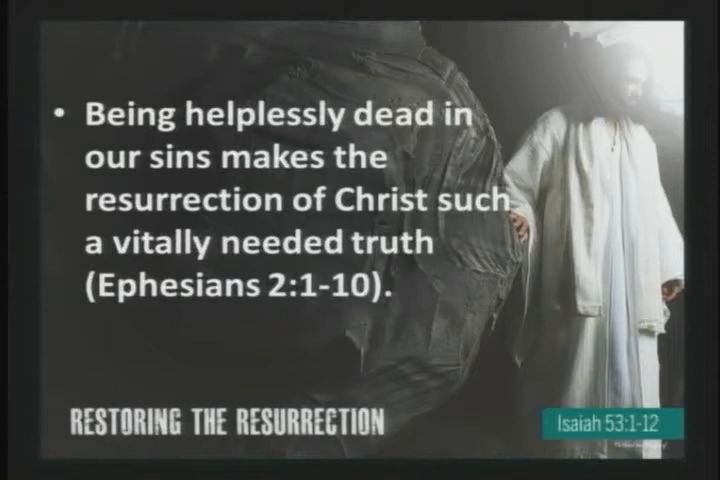 • Being helplessly dead in
our sins makes the
resurrection of Christ such
a vitally needed truth
(Ephesians 2:1-10).
RESTORING THE RESURRECTION
Isaiah 53:1-12